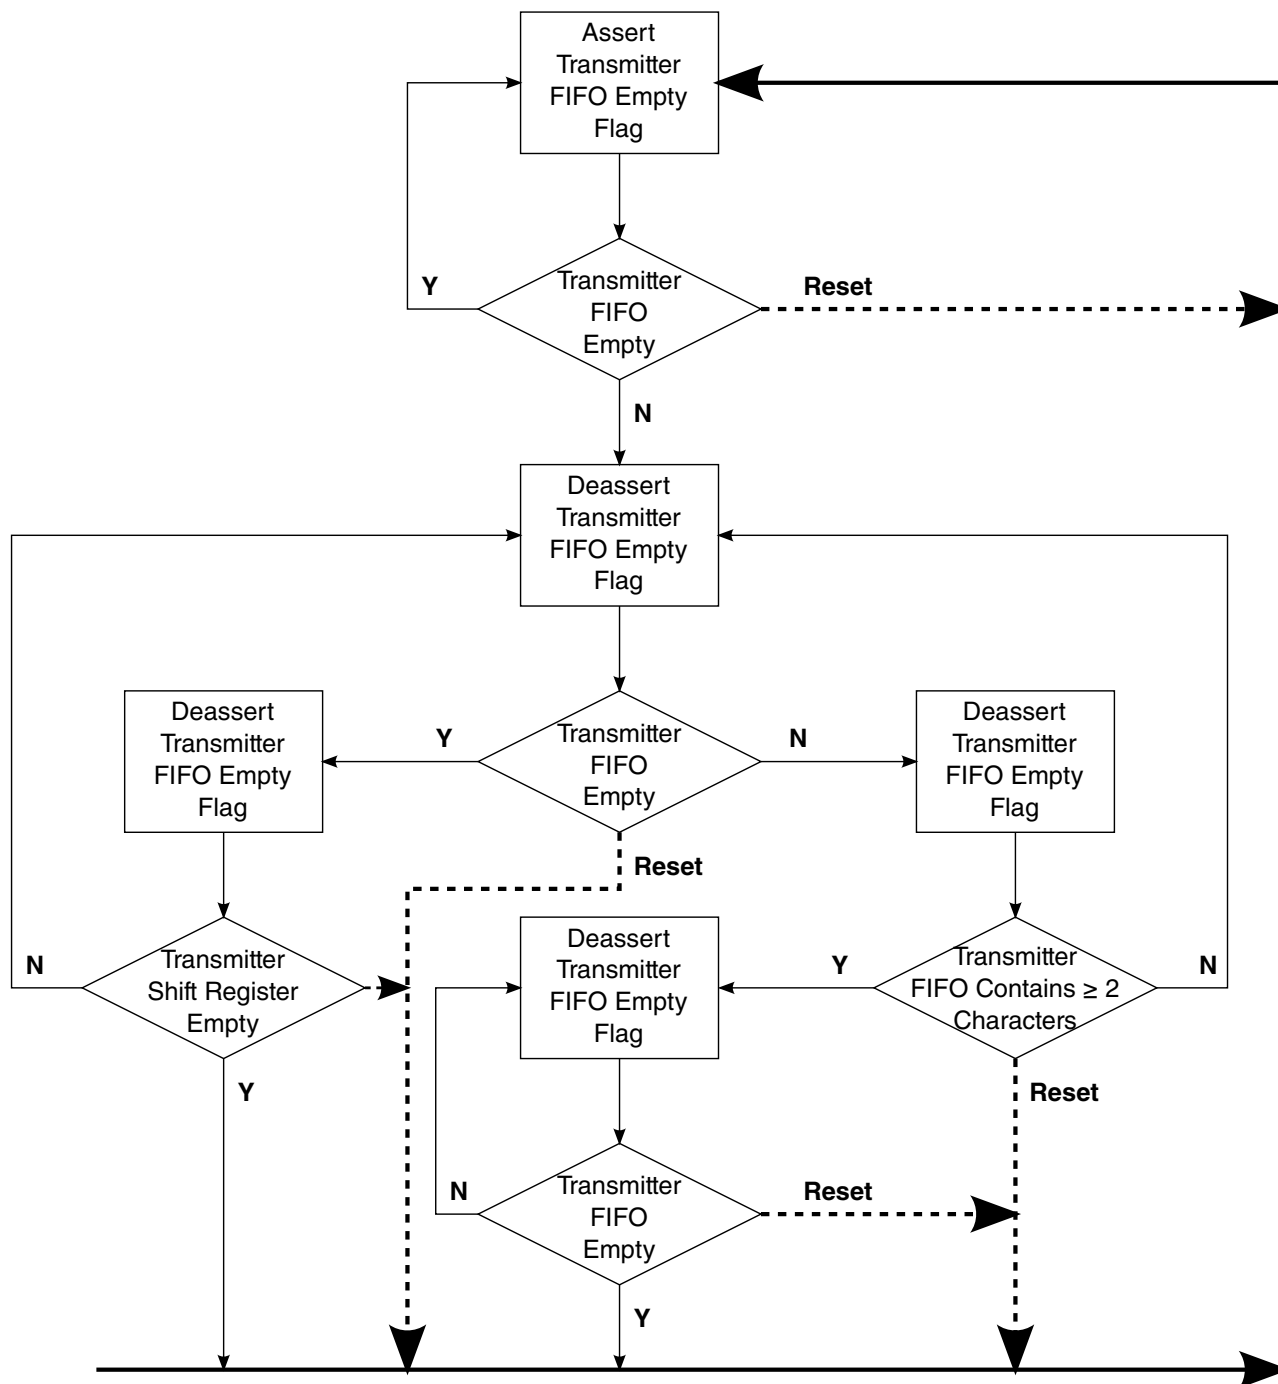 Assert
Transmitter
FIFO Empty
Flag
Y
Transmitter
FIFO
Empty
Reset
N
Deassert
Transmitter
FIFO Empty
Flag
Deassert
Transmitter
FIFO Empty
Flag
Y
Transmitter
FIFO
Empty
N
Deassert
Transmitter
FIFO Empty
Flag
Reset
N
Transmitter
Shift Register
Empty
Deassert
Transmitter
FIFO Empty
Flag
Y
Transmitter
FIFO Contains ≥ 2
Characters
N
Y
Reset
N
Transmitter
FIFO
Empty
Reset
Y